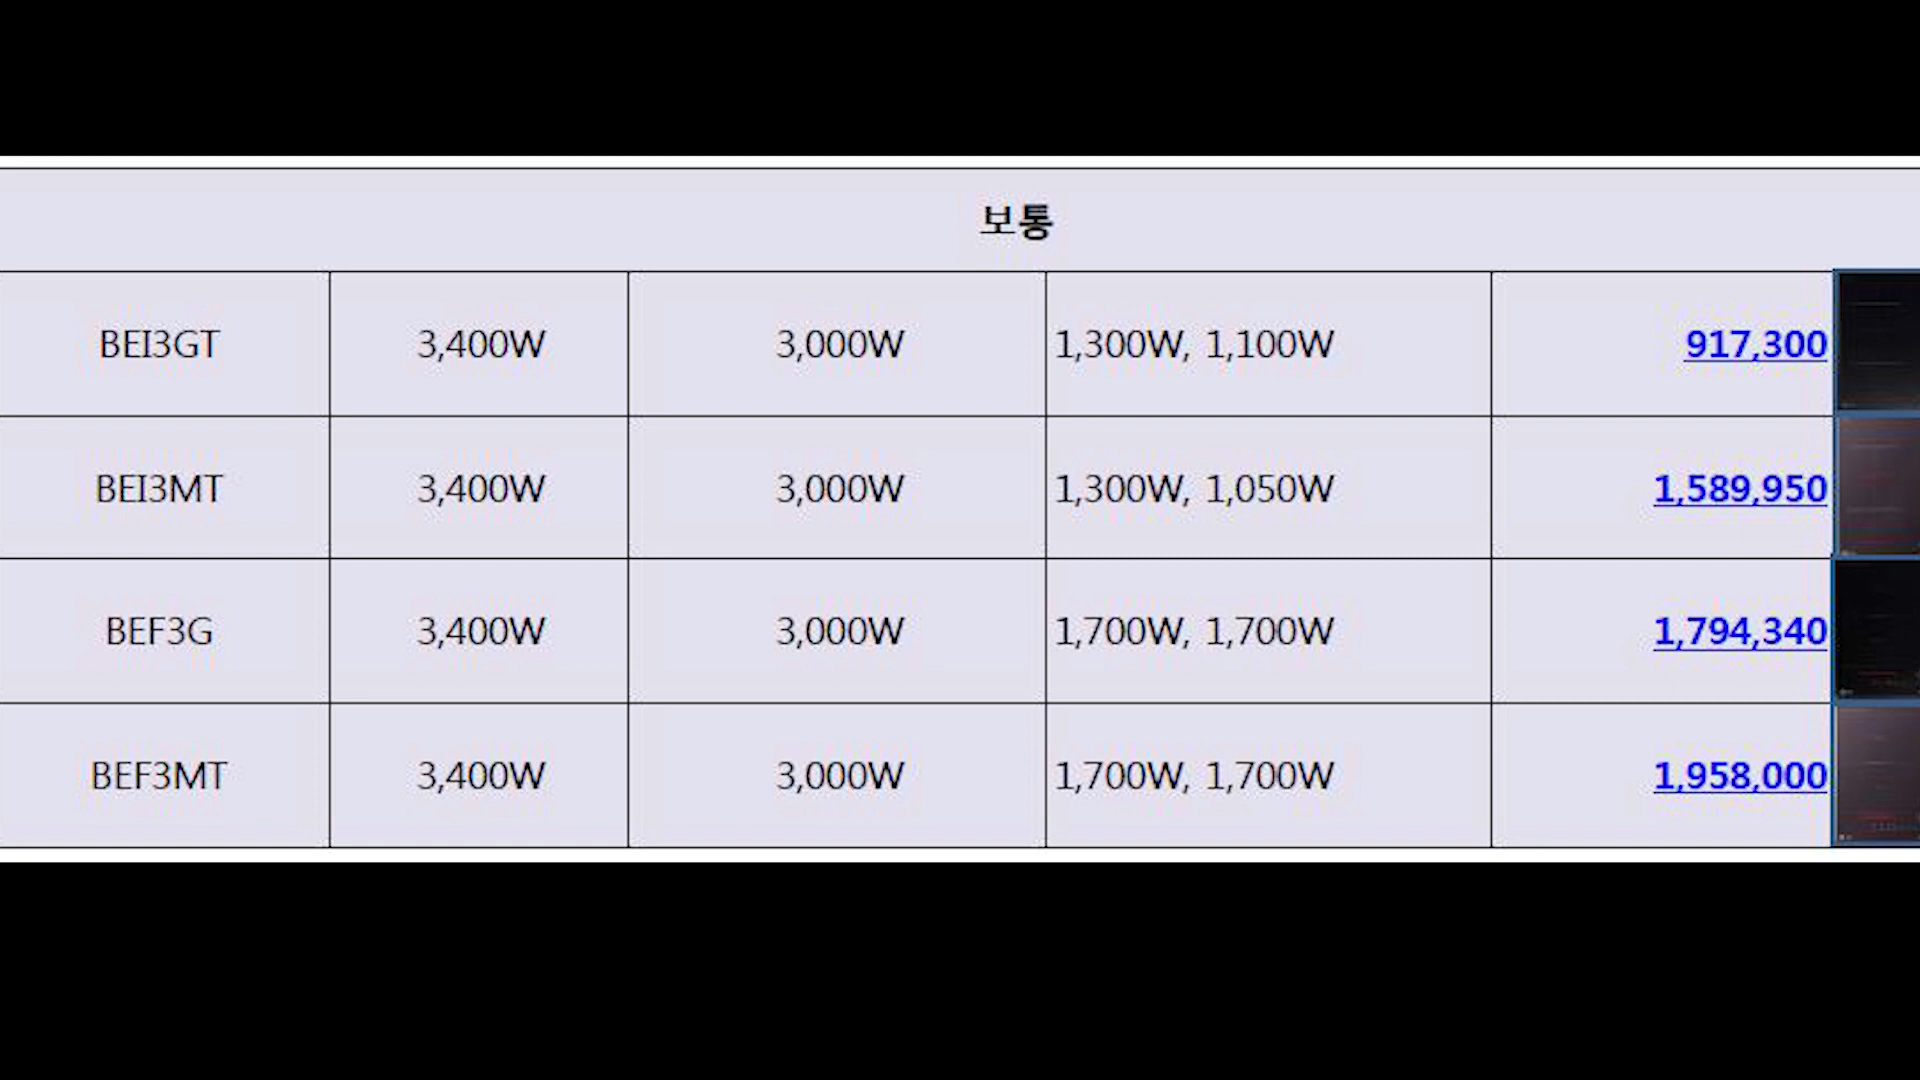 보통
BEI3GT 3,400W 3,000W 1,300W, 1,100W 917,300
BEI3MT 3,400W 3,000W 1,300W, 1,050W 1,589,950
BEF3G 3,400W 3,000W 1,700W, 1,700W 1,794,340
BEF3MT 3,400W 3,000W 1,700W, 1,700W 1,958,000